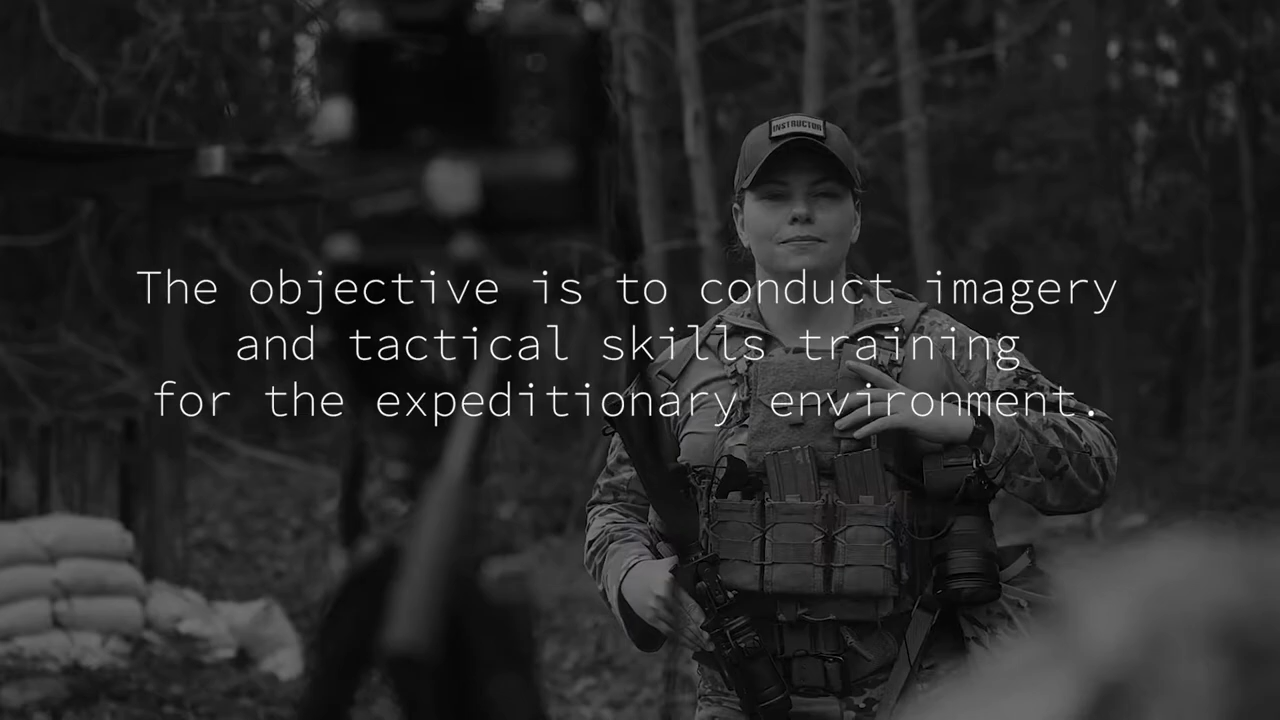 INSTRUCTOR
The objective is to conduct imagery
and tactical skills training
for the expeditionary environment.